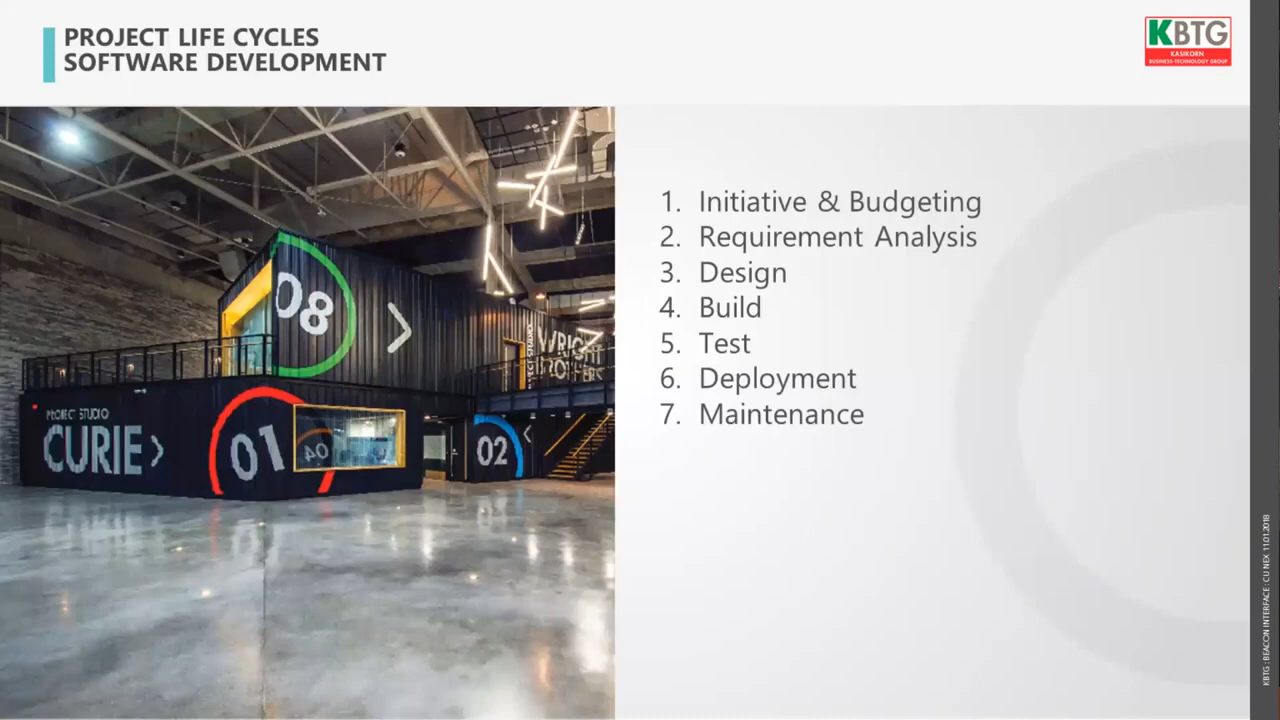 PROJECT LIFE CYCLES
SOFTWARE DEVELOPMENT
KBTG
KASIKORN
BUSINESS-TECHNOLOGY GROUP
1. Initiative & Budgeting
2. Requirement Analysis
3. Design
4. Build
5. Test
6. Deployment
7. Maintenance
08
PROJECT STUDIO
CURIE
01
04
02
WRIGHT
BROTHERS
KBTG : BEACON INTERFACE : CU NEX 11.01.2018